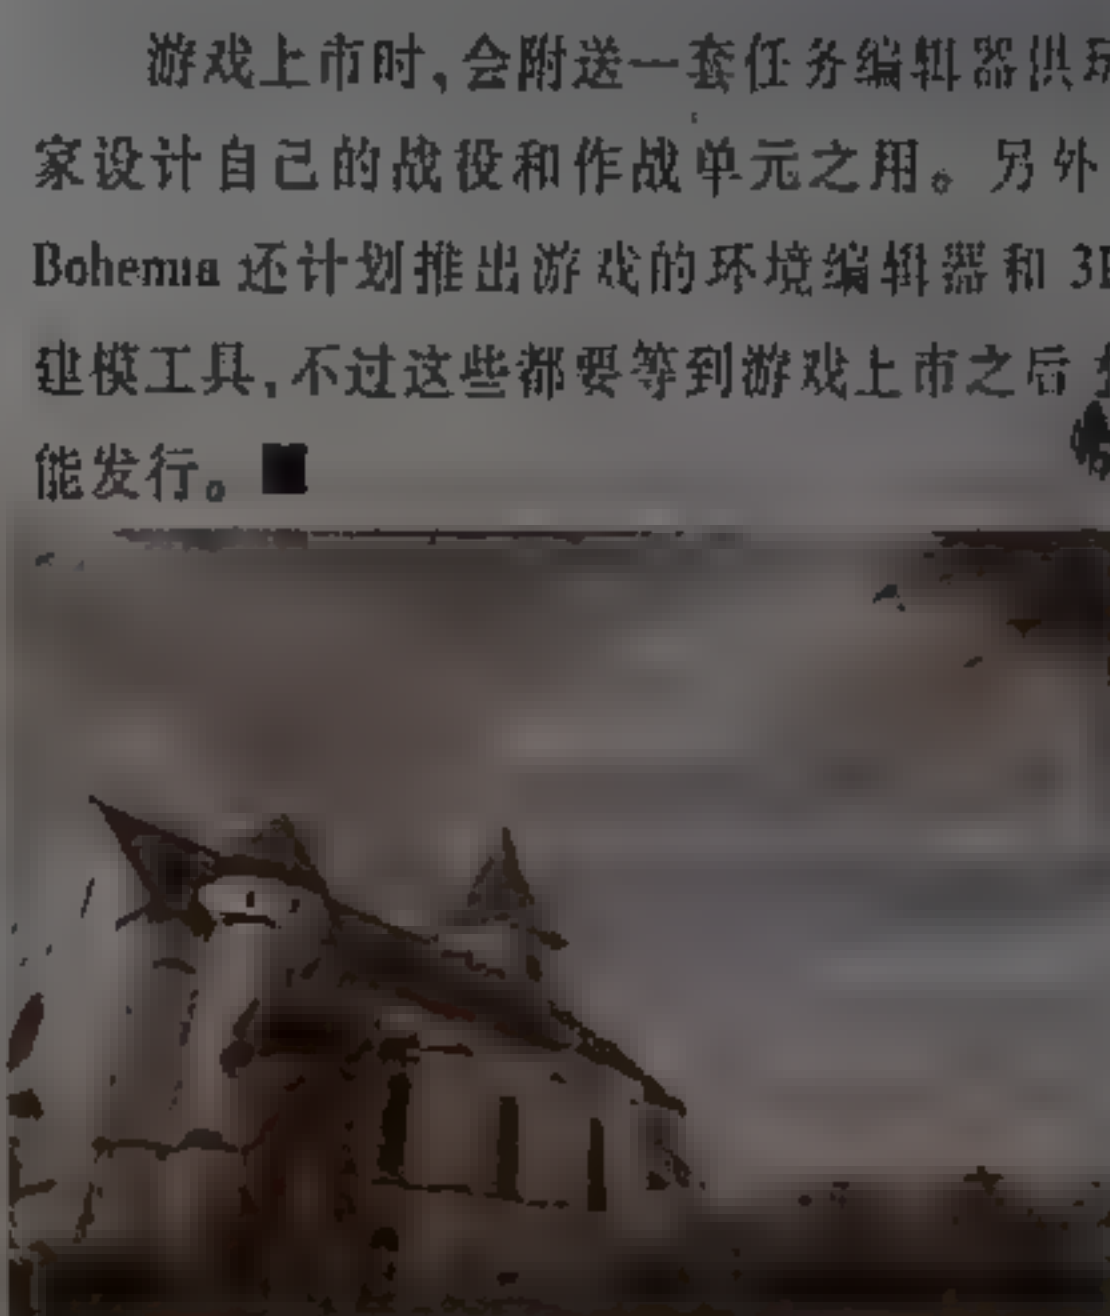 游戏上市时,会附送一套任务编辑器供玩
家设计自己的战役和作战单元之用。另外
Bohemia 还计划推出游戏的环境编辑器和 3D
建模工具,不过这些都要等到游戏上市之后
能发行。■